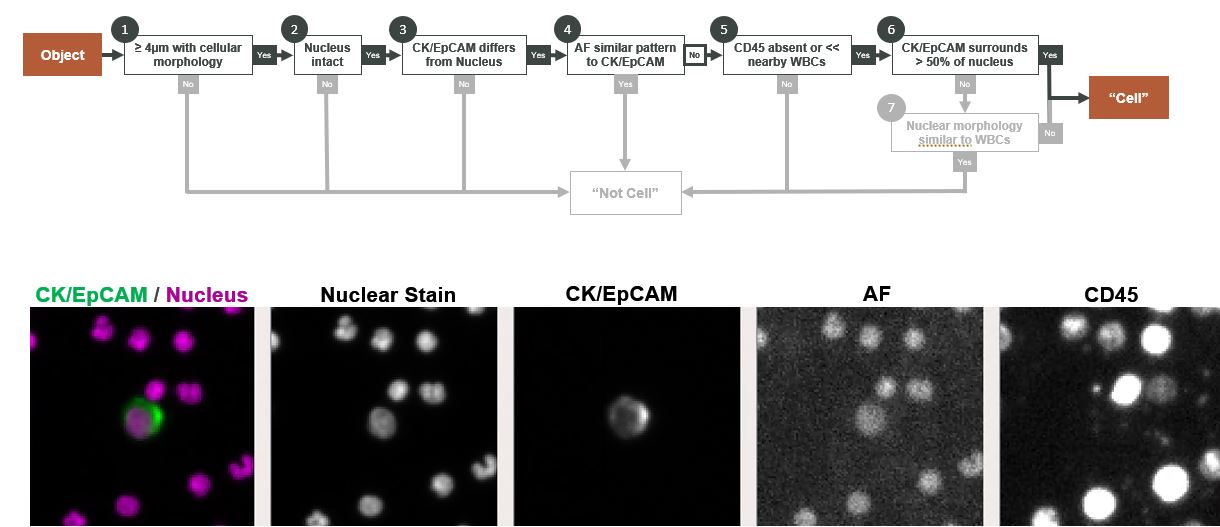 Object
1
≥ 4µm with cellular
morphology
Yes
No
2
Nucleus
intact
Yes
No
3
CK/EpCAM differs
from Nucleus
Yes
No
4
AF similar pattern
to CK/EpCAM
No
Yes
5
CD45 absent or <<
nearby WBCs
Yes
No
6
CK/EpCAM surrounds
> 50% of nucleus
Yes
No
7
Nuclear morphology
similar to WBCs
No
Yes
“Cell”
“Not Cell”
CK/EpCAM / Nucleus
Nuclear Stain
CK/EpCAM
AF
CD45